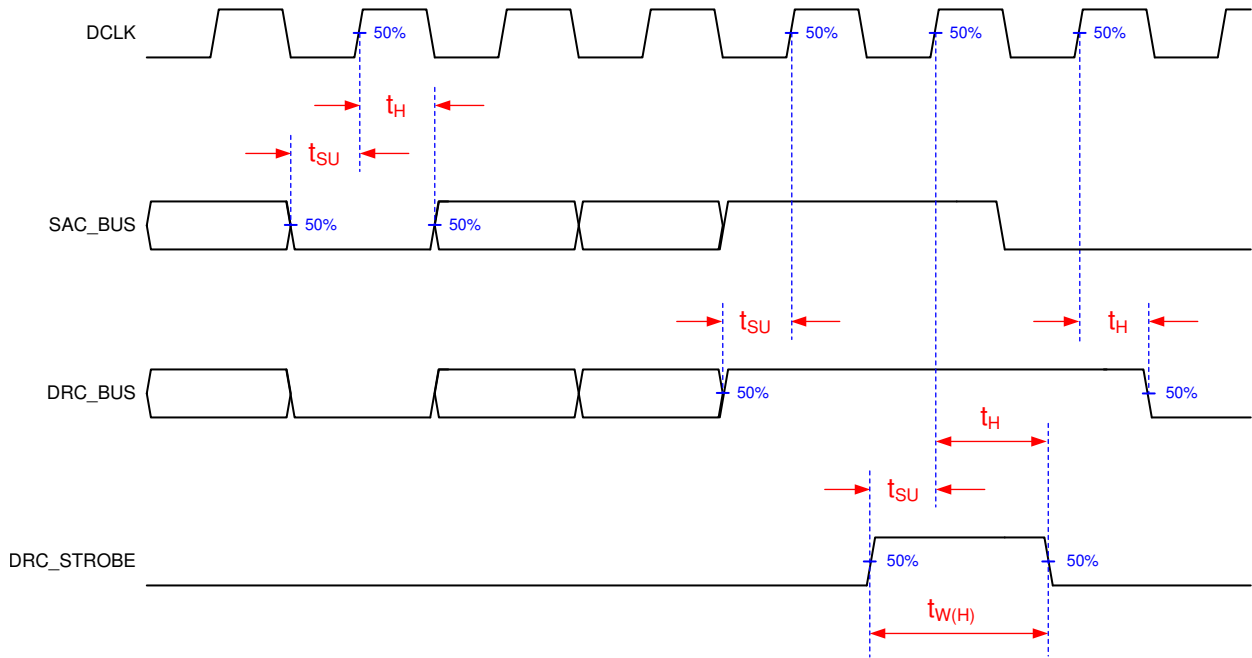 DCLK
50%
50%
50%
50%
tH
tSU
SAC_BUS
50%
50%
tSU
tH
DRC_BUS
50%
50%
tH
tSU
DRC_STROBE
50%
50%
tW(H)